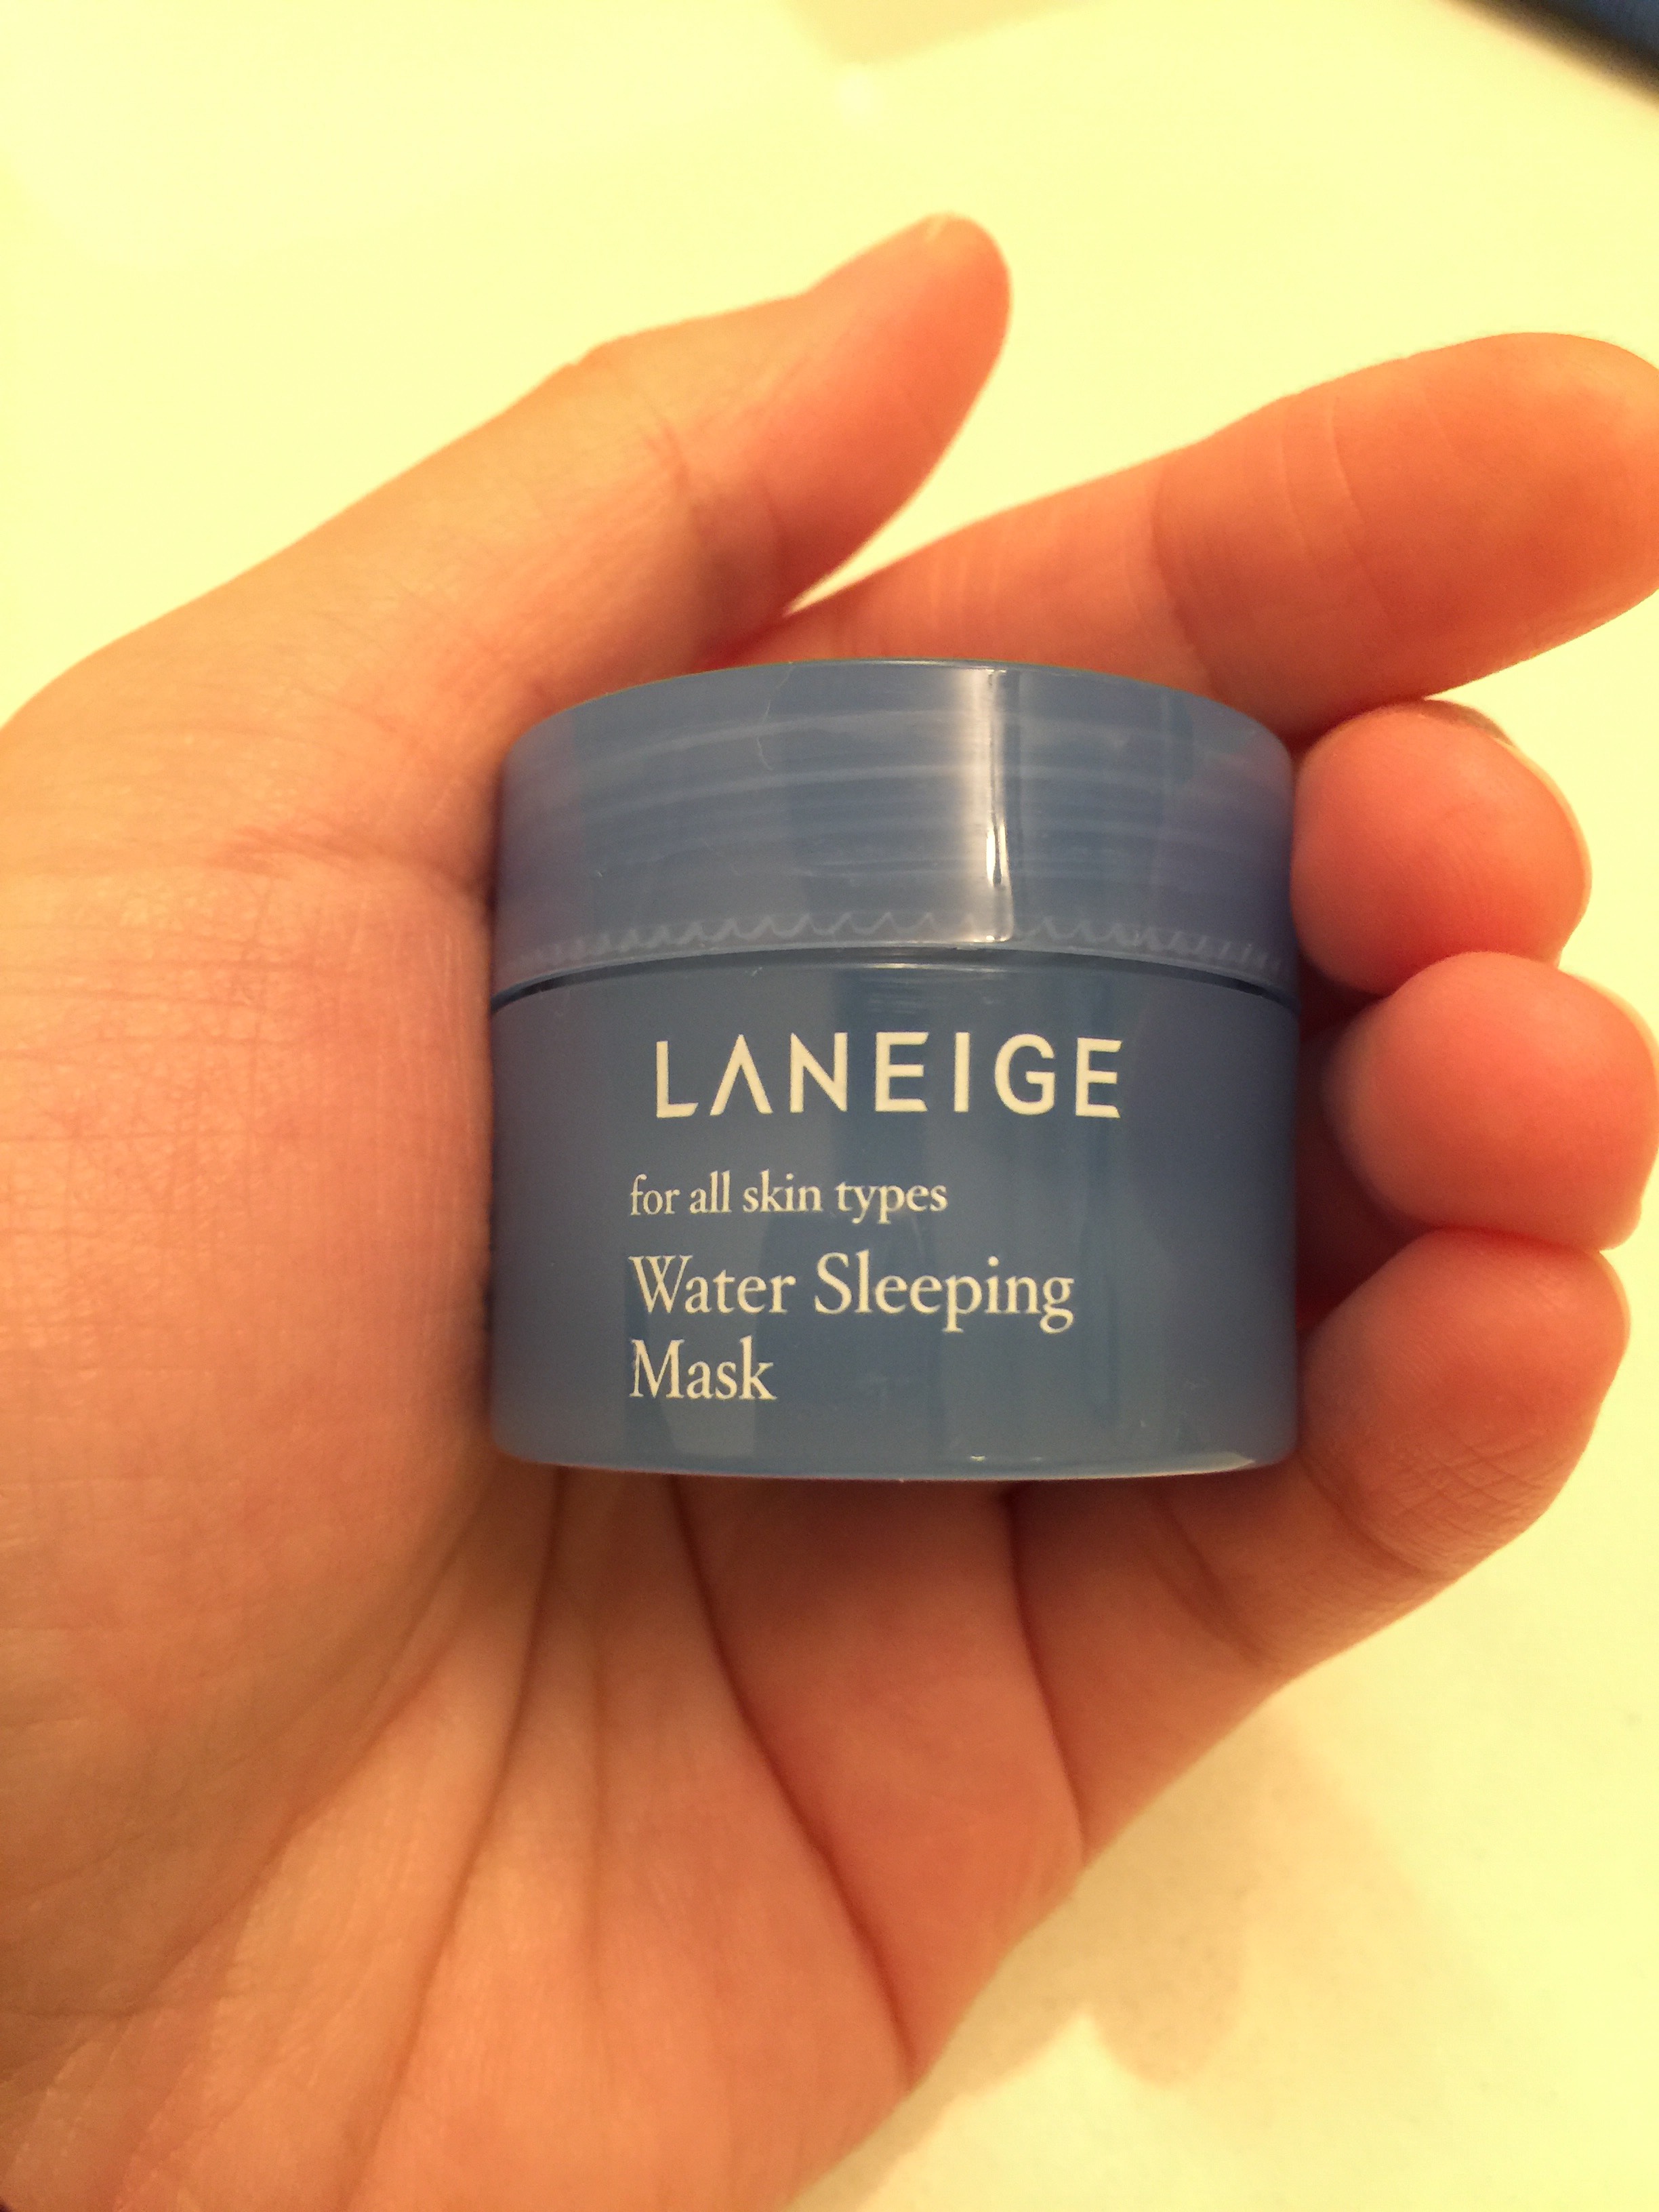 LANEIGE
for all skin types
Water Sleeping
Mask